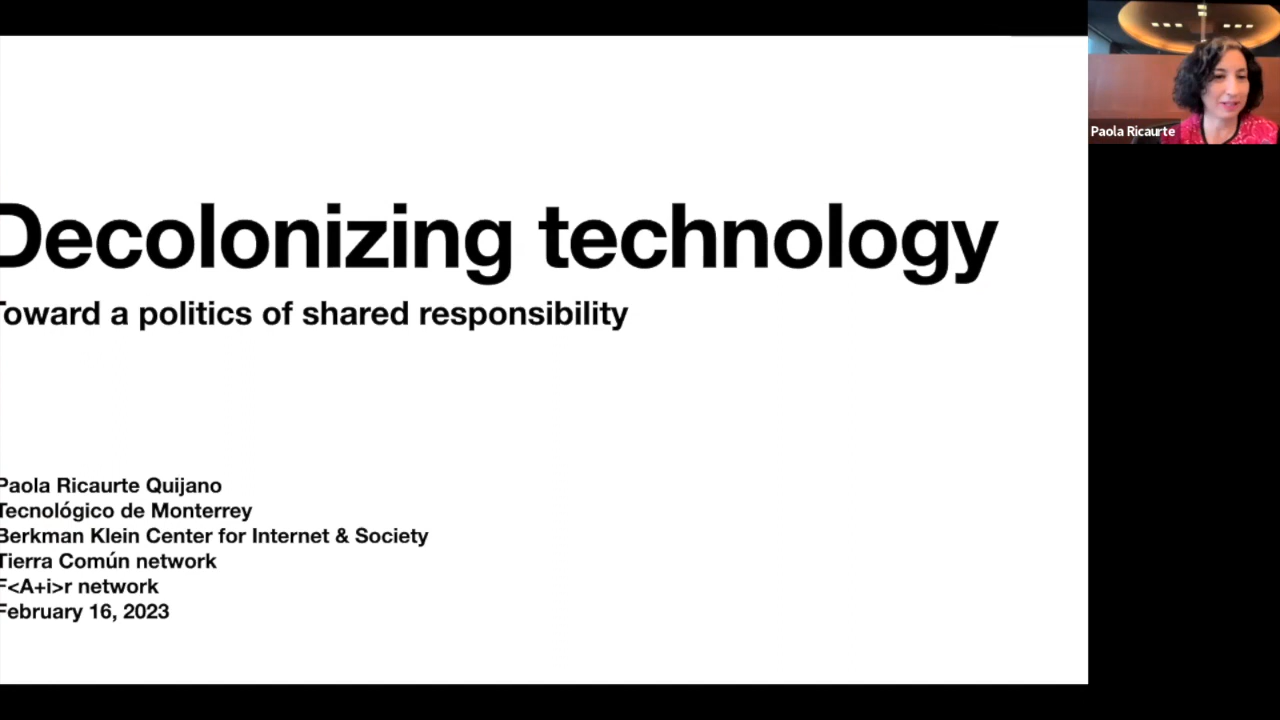 Decolonizing technology
Toward a politics of shared responsibility
Paola Ricaurte Quijano
Tecnológico de Monterrey
Berkman Klein Center for Internet & Society
Tierra Común network
F<A+i>r network
February 16, 2023
Paola Ricaurte